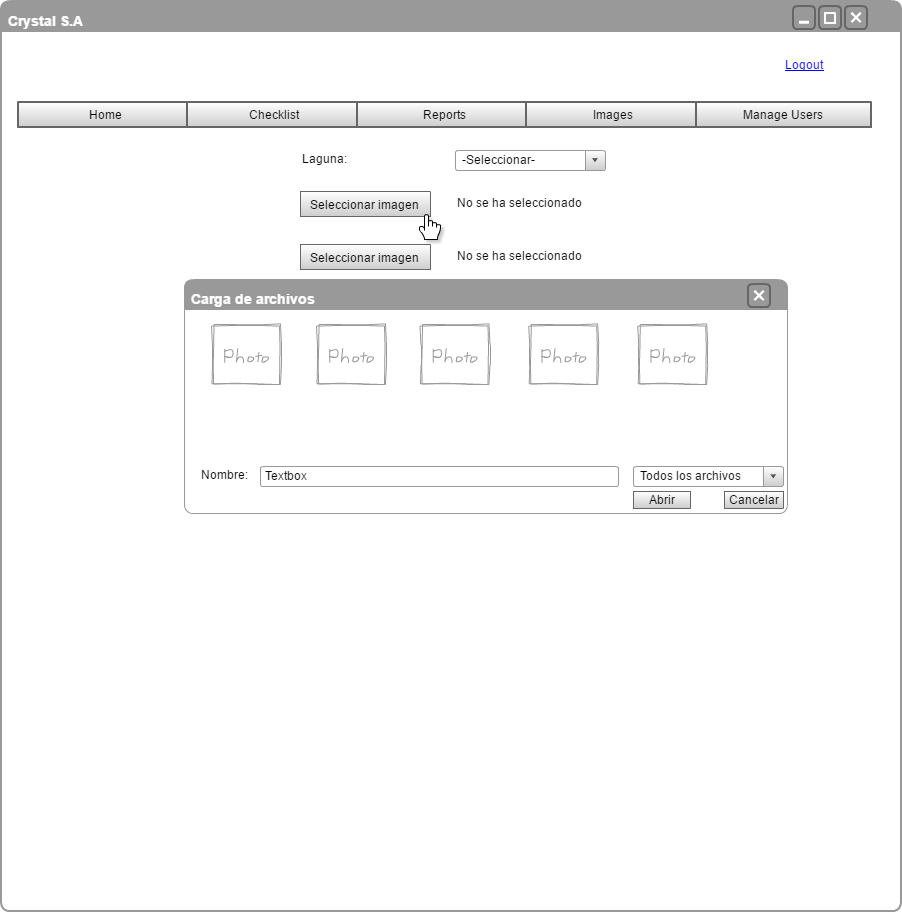 Crystal S.A
Logout
Home Checklist Reports Images Manage Users
Laguna: -Seleccionar-
Seleccionar imagen No se ha seleccionado
Seleccionar imagen No se ha seleccionado
Carga de archivos
Photo Photo Photo Photo Photo
Nombre: Textbox Todos los archivos
Abrir Cancelar